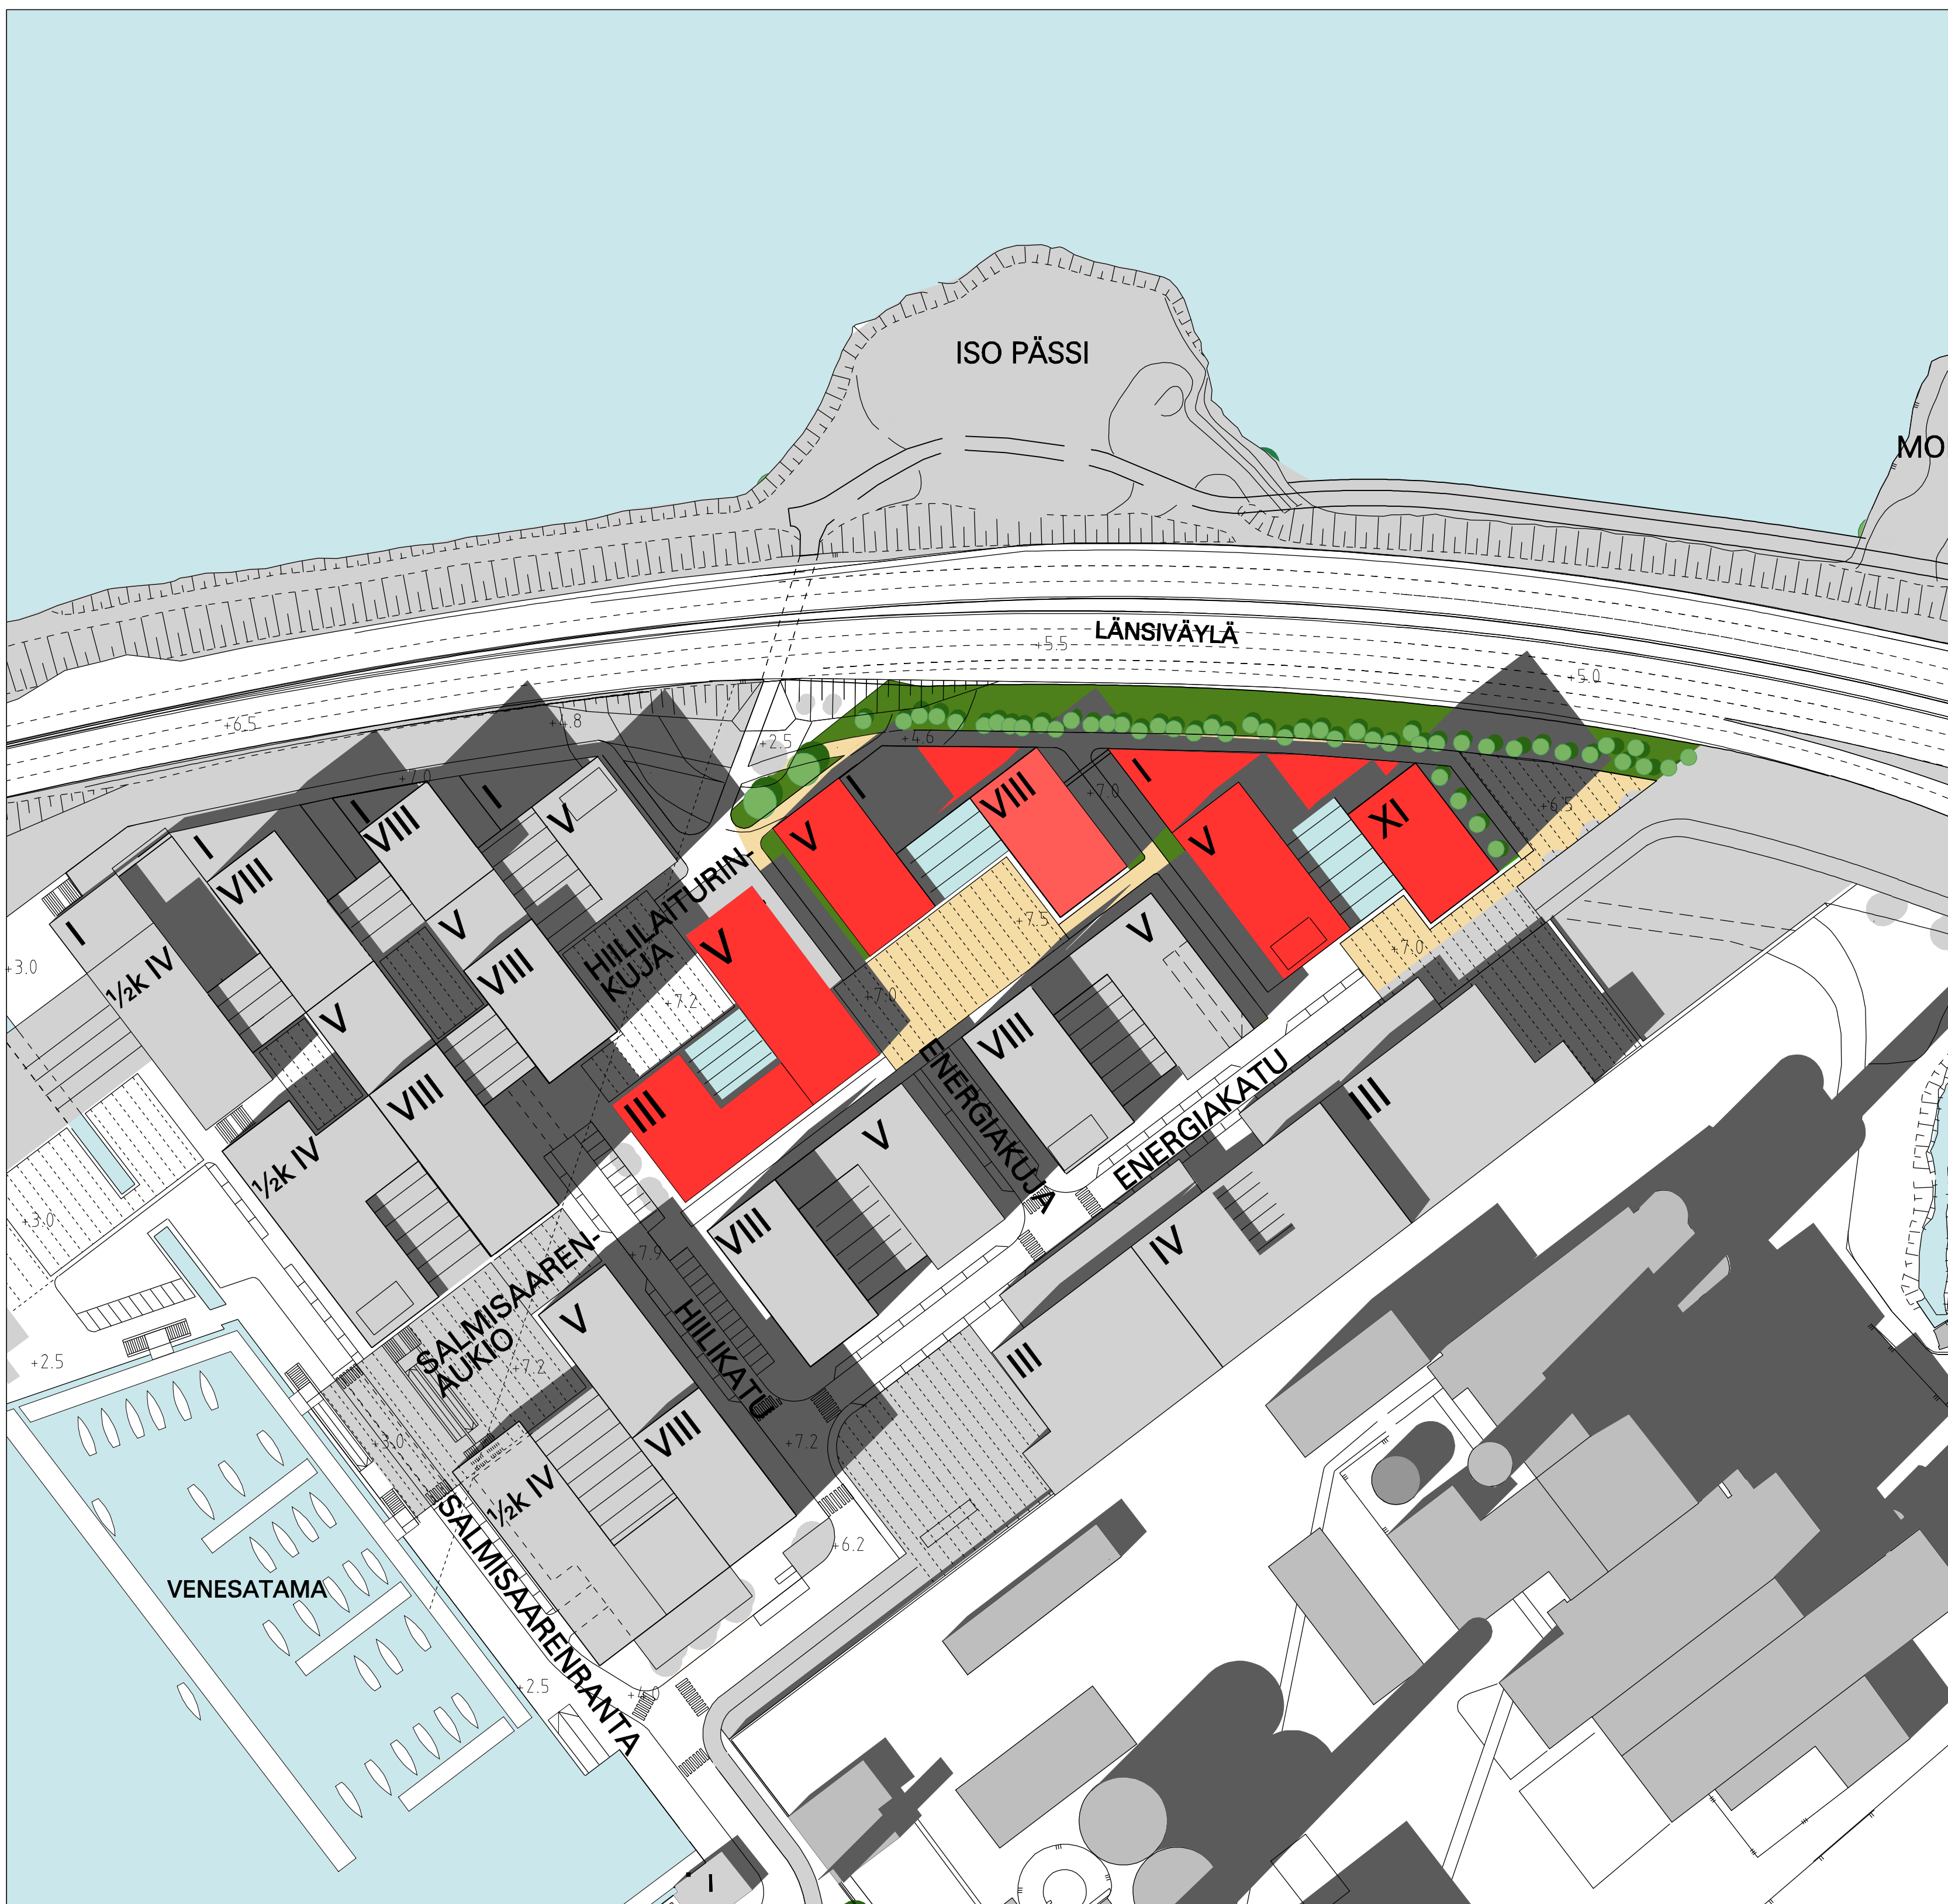 ISO PÄSSI
MO
LÄNSIVÄYLÄ
+5.5
+5.0
+6.5
+4.8
+2.5
+4.6
+7.0
+7.0
+6.5
I
I
I
I
I
VIII
VIII
V
V
VIII
V
XI
I
½k IV
V
VIII
HIILILAITURIN-
KUJA
V
V
+7.5
+7.0
+3.0
+7.2
+7.0
V
VIII
III
VIII
ENERGIAKUJA
ENERGIAKATU
III
½k IV
V
VIII
IV
III
+3.0
SALMISAAREN-
AUKIO
+7.9
V
HIILIKATU
+2.5
+7.2
+3.0
+7.2
VIII
½k IV
+6.2
SALMISAARENRANTA
VENESATAMA
+2.5
+4.0
I